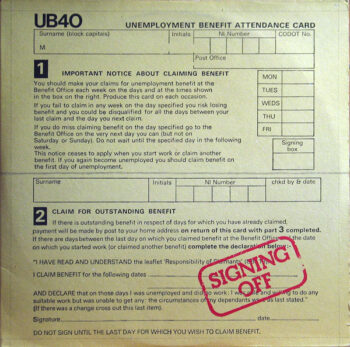 UB40
UNEMPLOYMENT BENEFIT ATTENDANCE CARD
Surname (block capitals) Initials NI Number CODOT No.
M
Post Office
1 IMPORTANT NOTICE ABOUT CLAIMING BENEFIT
You should make your claims for unemployment benefit at the
Benefit Office each week on the days and at the times shown
in the box on the right. Produce this card on each occasion.
If you fail to claim in any week on the day specified you risk losing
benefit and you could be disqualified for all the days between your
last claim and the day you next claim.
If you do miss claiming benefit on the day specified go to the
Benefit Office on the very next day you can (but not on
Saturday or Sunday). Do not wait until the specified day in the following
week.
This notice ceases to apply when you start work or claim another
benefit. If you again become unemployed you should claim benefit on
the first day of unemployment.
MON
TUES
WEDS
THU
FRI
Signing
box
Surname Initials NI Number chkd by & date
2 CLAIM FOR OUTSTANDING BENEFIT
If there is outstanding benefit in respect of days for which you have already claimed,
payment will be made by post to your home address on return of this card with part 3 completed.
If there are days between the last day on which you claimed benefit at the Benefit Office and the date
on which you started work (or claimed another benefit) complete the declaration below :-
"I HAVE READ AND UNDERSTAND the leaflet 'Responsibility of Claimants'
I CLAIM BENEFIT for the following dates
AND DECLARE that on those days I was unemployed and did no work: I was able and willing to do any
suitable work but was unable to get any: the circumstances of my dependants were as last stated."
(If there was a change cross out this last item).
Signature date
DO NOT SIGN UNTIL THE LAST DAY FOR WHICH YOU WISH TO CLAIM BENEFIT.
SIGNING
OFF